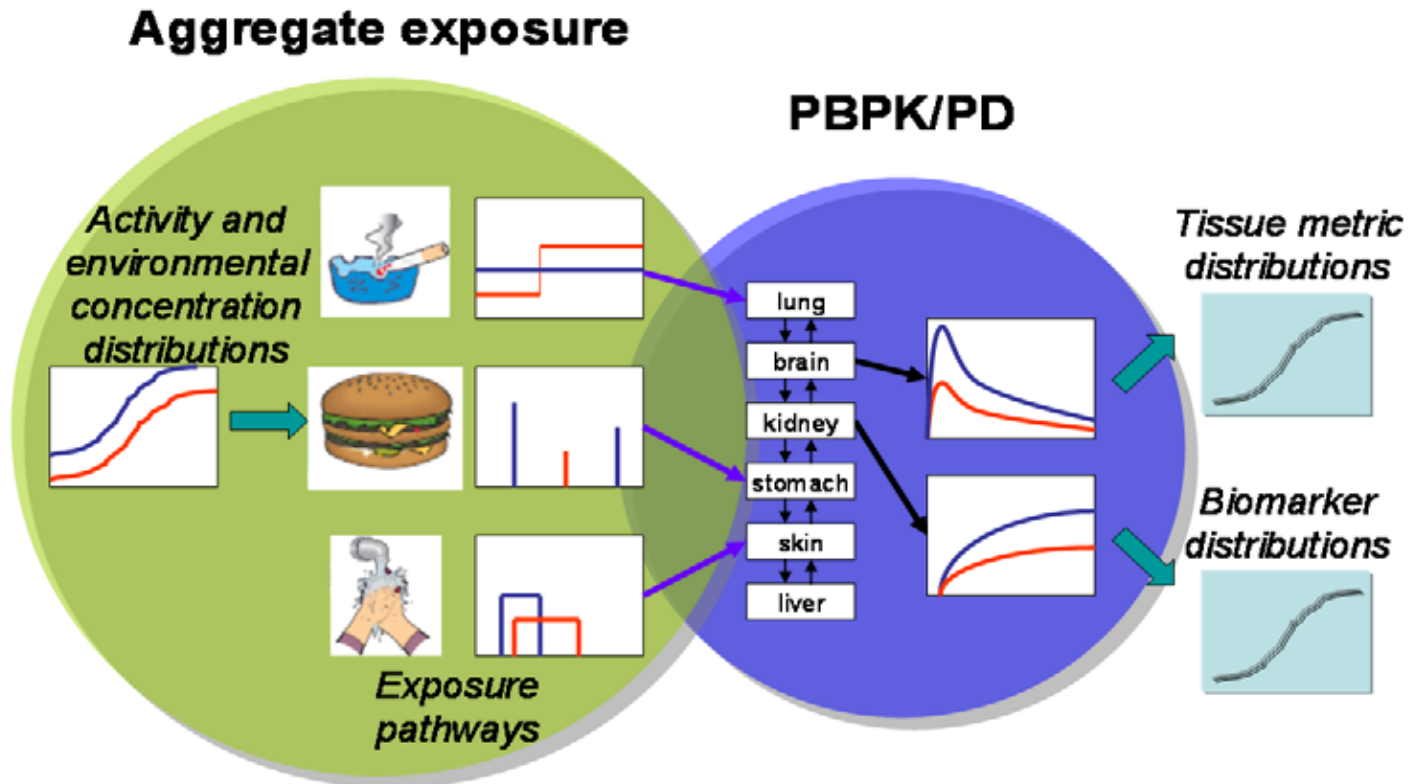 Aggregate exposure
PBPK/PD
Activity and
environmental
concentration
distributions
Exposure
pathways
lung
brain
kidney
stomach
skin
liver
Tissue metric
distributions
Biomarker
distributions